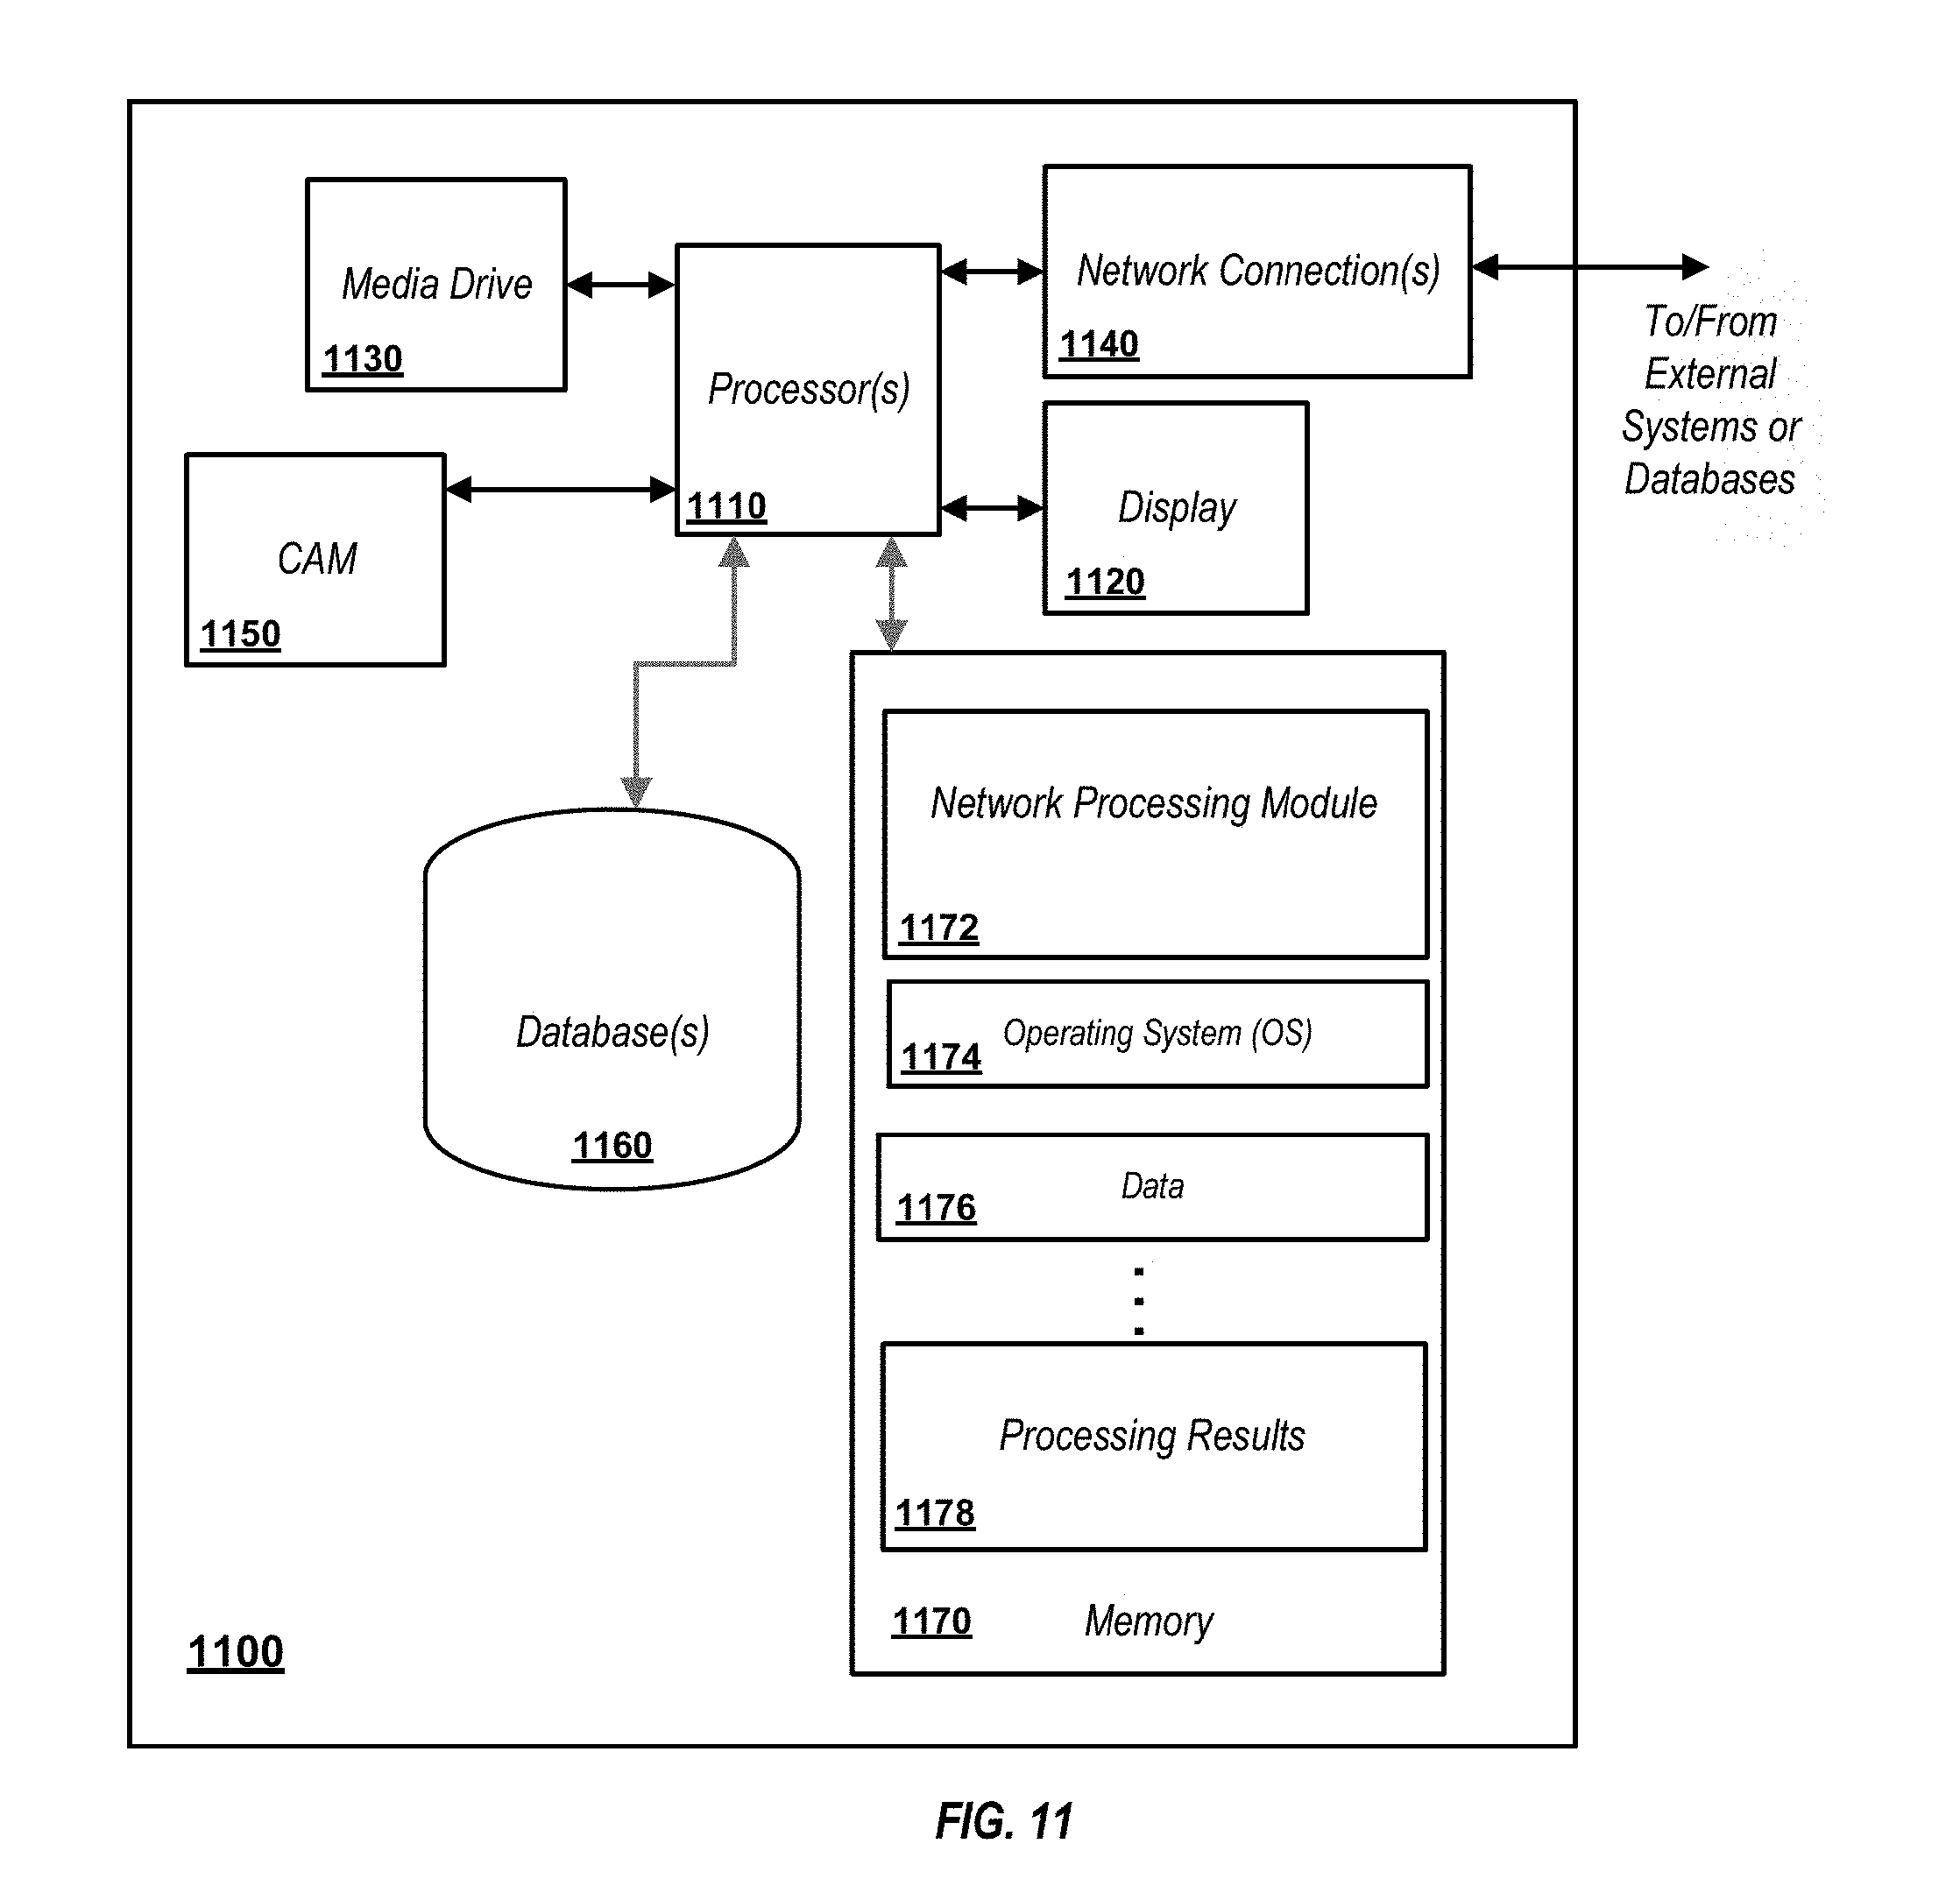 Media Drive
1130
Processor(s)
1110
Network Connection(s)
1140
To/From
External
Systems or
Databases
CAM
1150
Display
1120
Network Processing Module
1172
Operating System (OS)
1174
Database(s)
1160
Data
1176
Processing Results
1178
1170 Memory
1100
FIG. 11